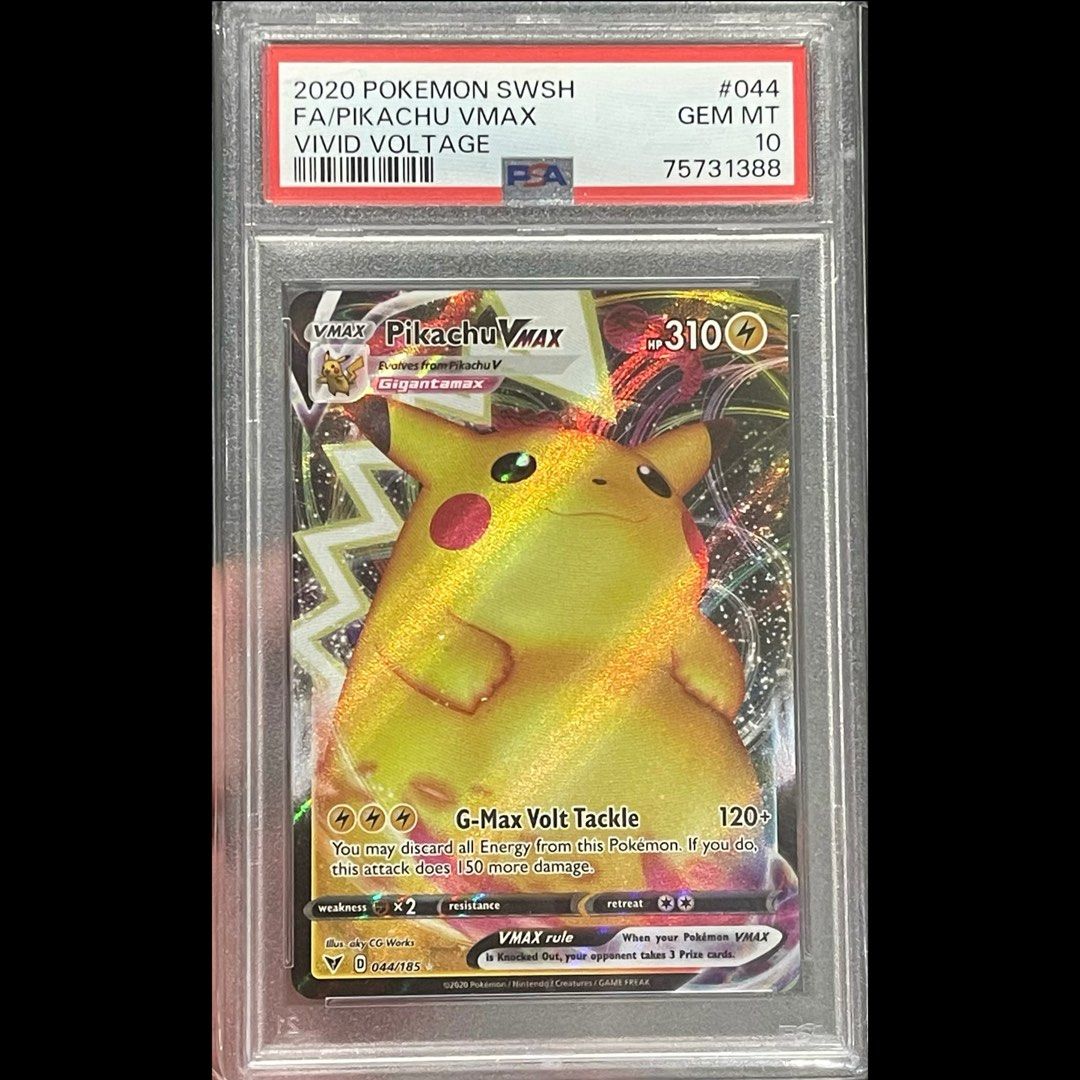 2020 POKEMON SWSH #044
FA/PIKACHU VMAX GEM MT
VIVID VOLTAGE 10
PSA 75731388
VMAX Pikachu VMAX HP 310
Evolves from Pikachu V
Gigantamax
G-Max Volt Tackle 120+
You may discard all Energy from this Pokémon. If you do,
this attack does 150 more damage.
weakness ×2 resistance retreat
Illus. aky CG Works
VMAX rule When your Pokémon VMAX
is Knocked Out, your opponent takes 3 Prize cards.
D 044/185
©2020 Pokémon / Nintendo / Creatures / GAME FREAK